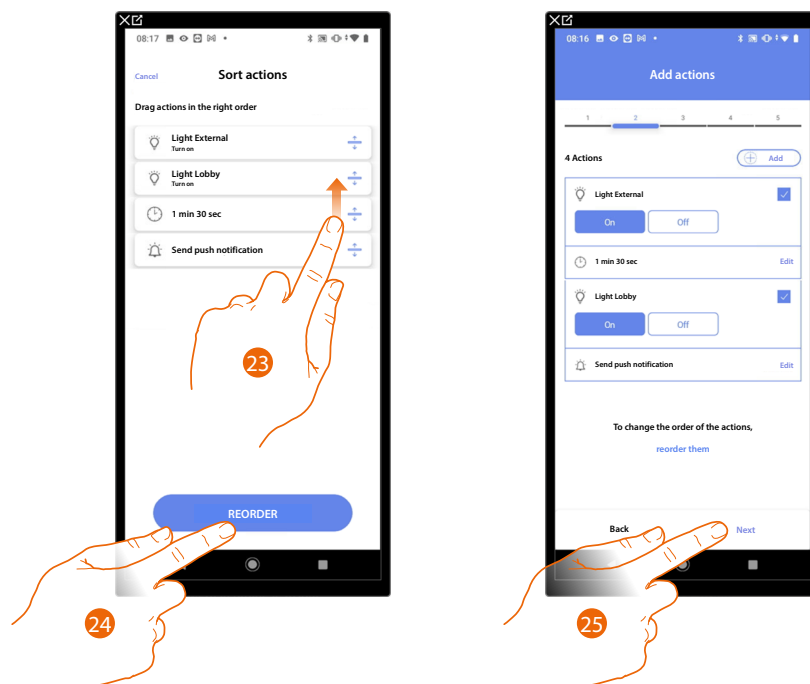 08:17
Cancel
Sort actions
Drag actions in the right order
Light External
Turn on
Light Lobby
Turn on
1 min 30 sec
Send push notification
23
REORDER
24
08:16
Add actions
1 2 3 4 5
4 Actions
Add
Light External
On Off
1 min 30 sec Edit
Light Lobby
On Off
Send push notification Edit
To change the order of the actions,
reorder them
Back Next
25